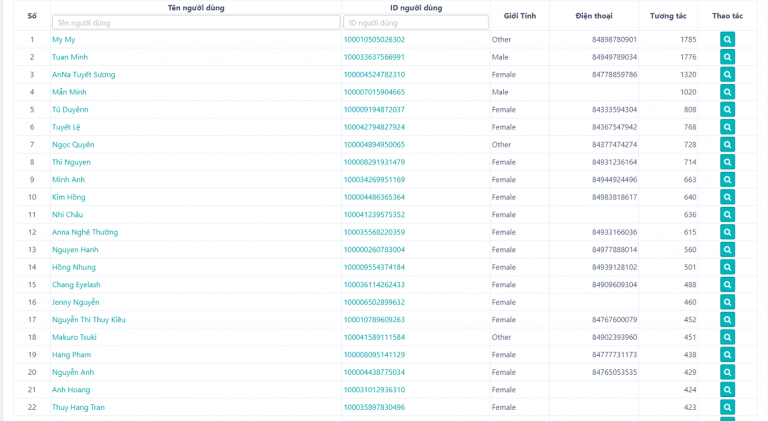 Số Tên người dùng ID người dùng Giới Tính Điện thoại Tương tác Thao tác
Tên người dùng ID người dùng
1 My My 100010505026302 Other 84898780901 1785
2 Tuan Minh 100033637566991 Male 84949789034 1776
3 AnNa Tuyết Sương 100004524782310 Female 84778859786 1320
4 Mẫn Minh 100007015904665 Male 1020
5 Tú Duyênn 100009194872037 Female 84333594304 808
6 Tuyết Lệ 100042794827924 Female 84367547942 768
7 Ngọc Quyên 100004894950065 Other 84377474274 728
8 Thi Nguyen 100008291931479 Female 84931236164 714
9 Minh Anh 100034269951169 Female 84944924496 663
10 Kim Hồng 100004486365364 Female 84983818617 640
11 Nhi Châu 100041239575352 Female 636
12 Anna Nghê Thường 100035568220359 Female 84933166036 615
13 Nguyen Hanh 100000260783004 Female 84977888014 560
14 Hồng Nhung 100009554374184 Female 84939128102 501
15 Chang Eyelash 100036114262433 Female 84909609304 488
16 Jenny Nguyễn 100006502899632 Female 460
17 Nguyễn Thi Thuy Kiều 100010789609263 Female 84767600079 452
18 Makuro Tsuki 100041589111584 Other 84902393960 451
19 Hang Pham 100008095141129 Female 84777731173 438
20 Nguyễn Anh 100004438775034 Female 84765053535 429
21 Anh Hoang 100031012936310 Female 424
22 Thuy Hang Tran 100035897830496 Female 423